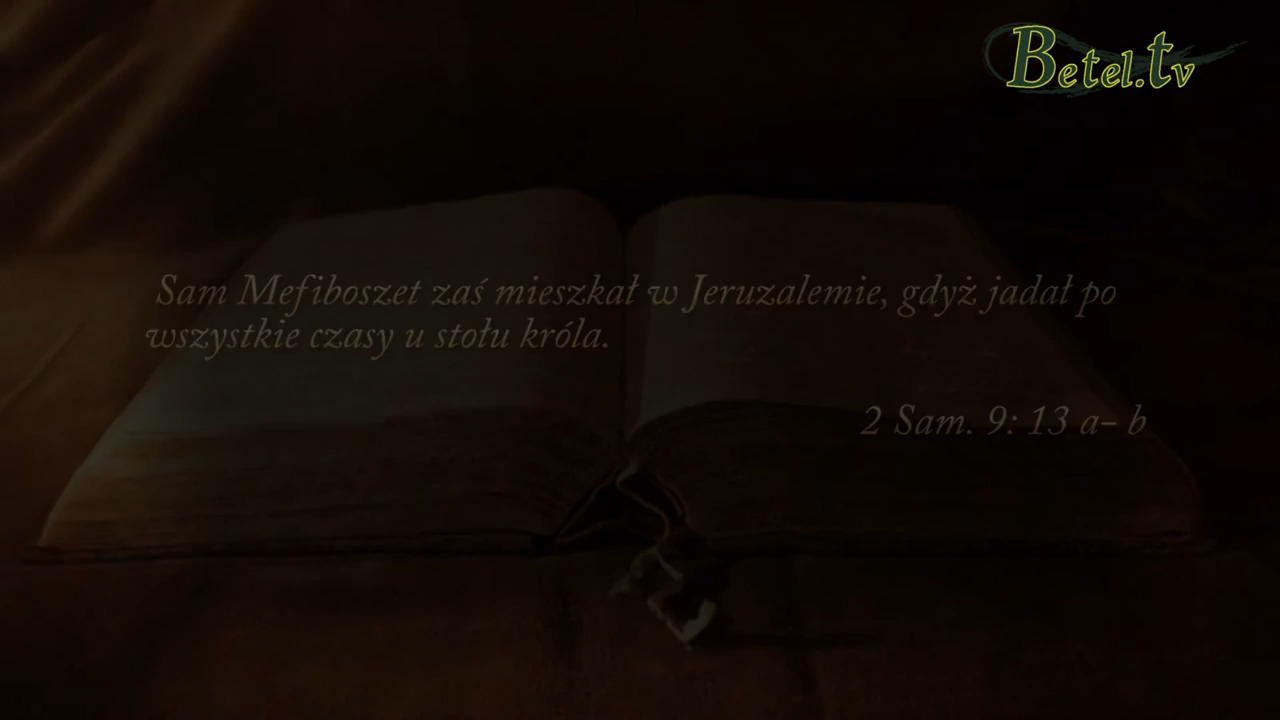 Betel.tv
Sam Mefiboszet zaś mieszkał w Jeruzalemie, gdyż jadał po
wszystkie czasy u stołu króla.
2 Sam. 9: 13 a- b